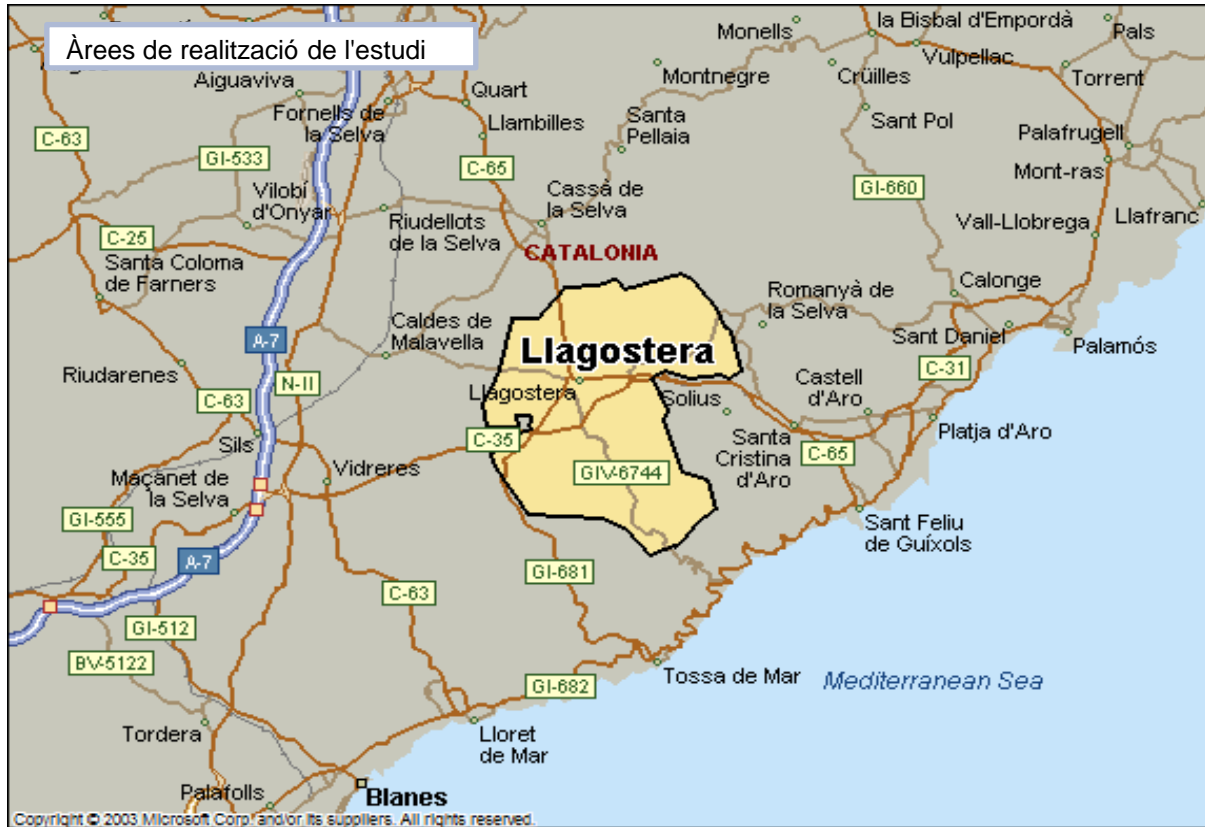 Àrees de realització de l'estudi
la Bisbal d'Empordà
Pals
Monells
Vulpellac
Aiguaviva
Montnegre
Crüilles
Torrent
Quart
Fornells de
la Selva
Llambilles
Santa
Pellaia
Sant Pol
Palafrugell
C-63
GI-533
C-65
Mont-ras
Vilobí
d'Onyar
Cassà de
la Selva
GI-660
Riudellots
de la Selva
Vall-Llobrega
Llafranc
C-25
CATALONIA
Santa Coloma
de Farners
Calonge
Romanyà de
la Selva
Caldes de
Malavella
Sant Daniel
Palamós
A-7
Llagostera
Riudarenes
N-II
C-31
Castell
d'Aro
Llagostera
C-63
Solius
Platja d'Aro
Sils
C-35
Santa
Cristina
d'Aro
C-65
Vidreres
GIV-6744
Maçanet de
la Selva
GI-555
Sant Feliu
de Guíxols
C-35
A-7
GI-681
C-63
GI-512
BV-5122
Tossa de Mar
Mediterranean Sea
GI-682
Tordera
Lloret
de Mar
Palafolls
Blanes
Copyright © 2003 Microsoft Corp. and/or its suppliers. All rights reserved.